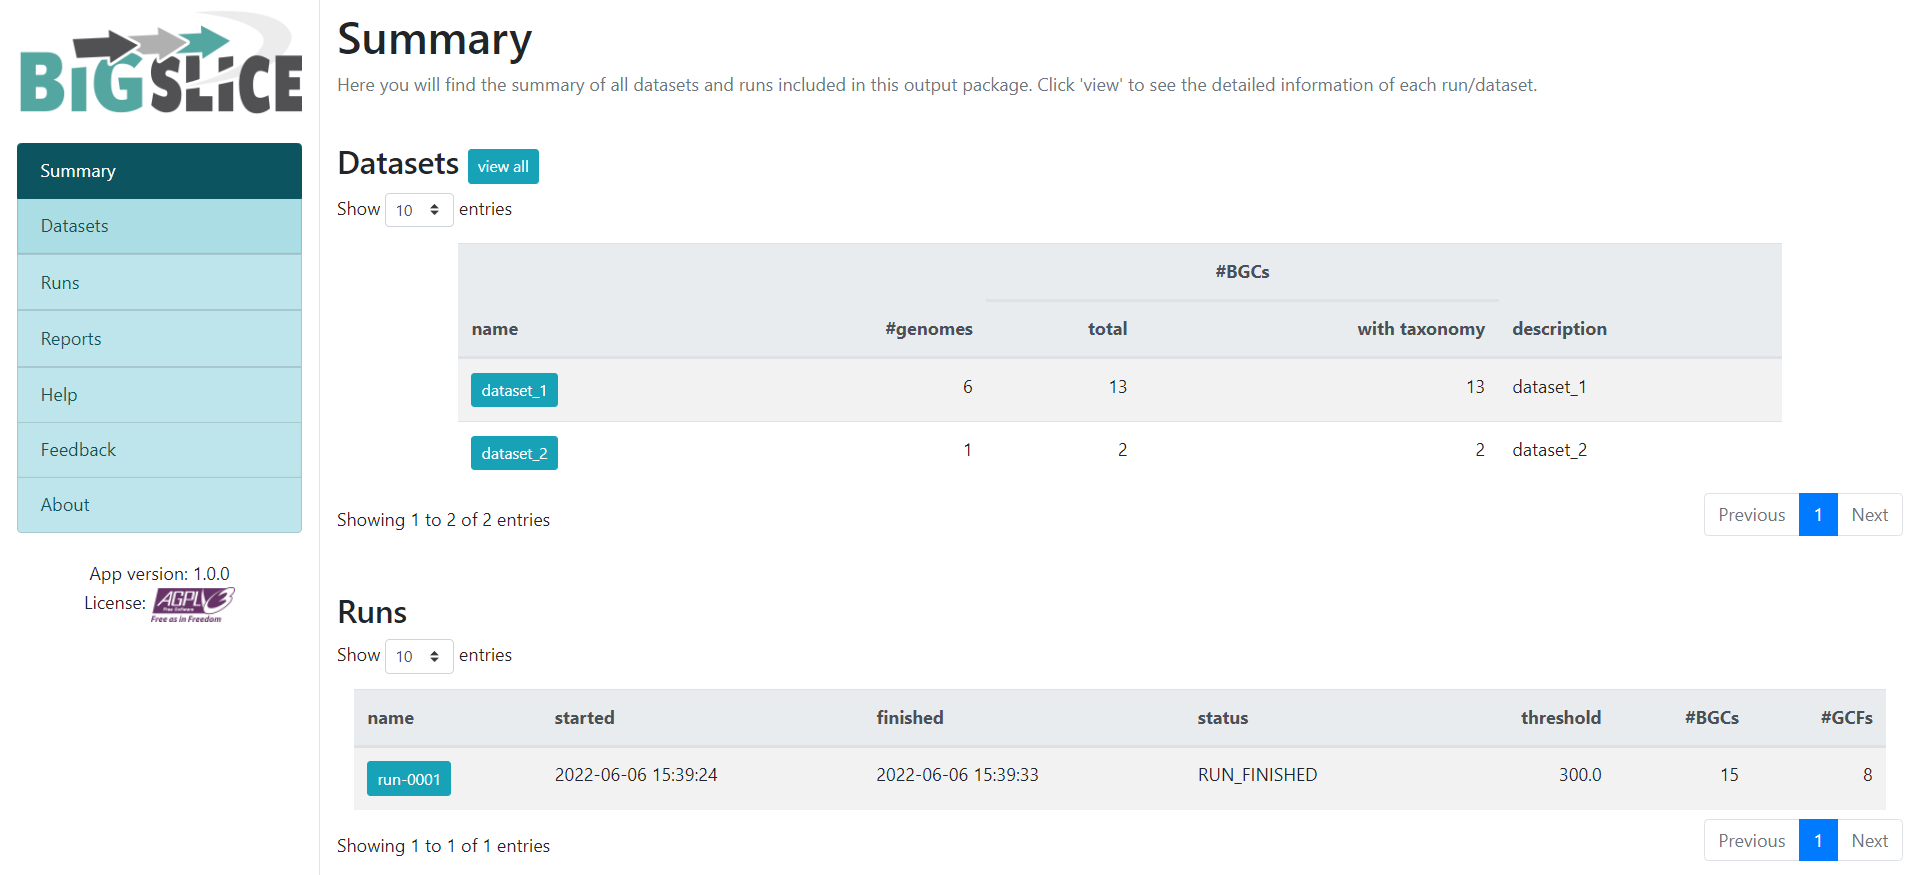 BiGSLiCE
Summary
Datasets
Runs
Reports
Help
Feedback
About
App version: 1.0.0
License: AGPLv3
Free Software
Free as in Freedom
Summary
Here you will find the summary of all datasets and runs included in this output package. Click 'view' to see the detailed information of each run/dataset.
Datasets view all
Show 10 entries
#BGCs
name #genomes total with taxonomy description
dataset_1 6 13 13 dataset_1
dataset_2 1 2 2 dataset_2
Showing 1 to 2 of 2 entries
Previous 1 Next
Runs
Show 10 entries
name started finished status threshold #BGCs #GCFs
run-0001 2022-06-06 15:39:24 2022-06-06 15:39:33 RUN_FINISHED 300.0 15 8
Showing 1 to 1 of 1 entries
Previous 1 Next